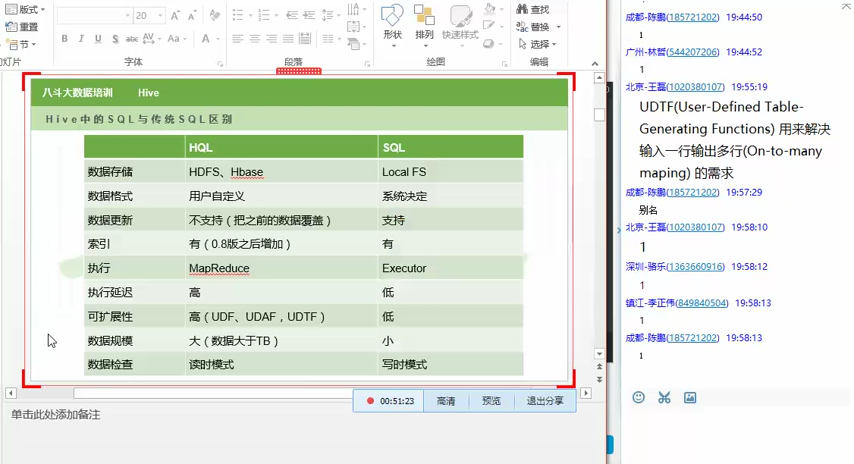 版式
20
重置
节
B I U S abc AV Aa A
幻灯片
字体
段落
形状 排列 快速样式
绘图
查找
替换
选择
编辑
八斗大数据培训 Hive
Hive中的SQL与传统SQL区别
HQL SQL
数据存储 HDFS、Hbase Local FS
数据格式 用户自定义 系统决定
数据更新 不支持（把之前的数据覆盖） 支持
索引 有（0.8版之后增加） 有
执行 MapReduce Executor
执行延迟 高 低
可扩展性 高（UDF、UDAF，UDTF） 低
数据规模 大（数据大于TB） 小
数据检查 读时模式 写时模式
00:51:23 高清 预览 退出分享
单击此处添加备注
成都-陈鹏(185721202) 19:44:50
1
广州-林哲(544207206) 19:44:52
1
北京-王磊(1020380107) 19:55:19
UDTF(User-Defined Table-
Generating Functions) 用来解决
输入一行输出多行(On-to-many
maping) 的需求
成都-陈鹏(185721202) 19:57:29
别名
北京-王磊(1020380107) 19:58:10
1
深圳-骆乐(1363660916) 19:58:12
1
镇江-李正伟(849840504) 19:58:13
1
成都-陈鹏(185721202) 19:58:13
1